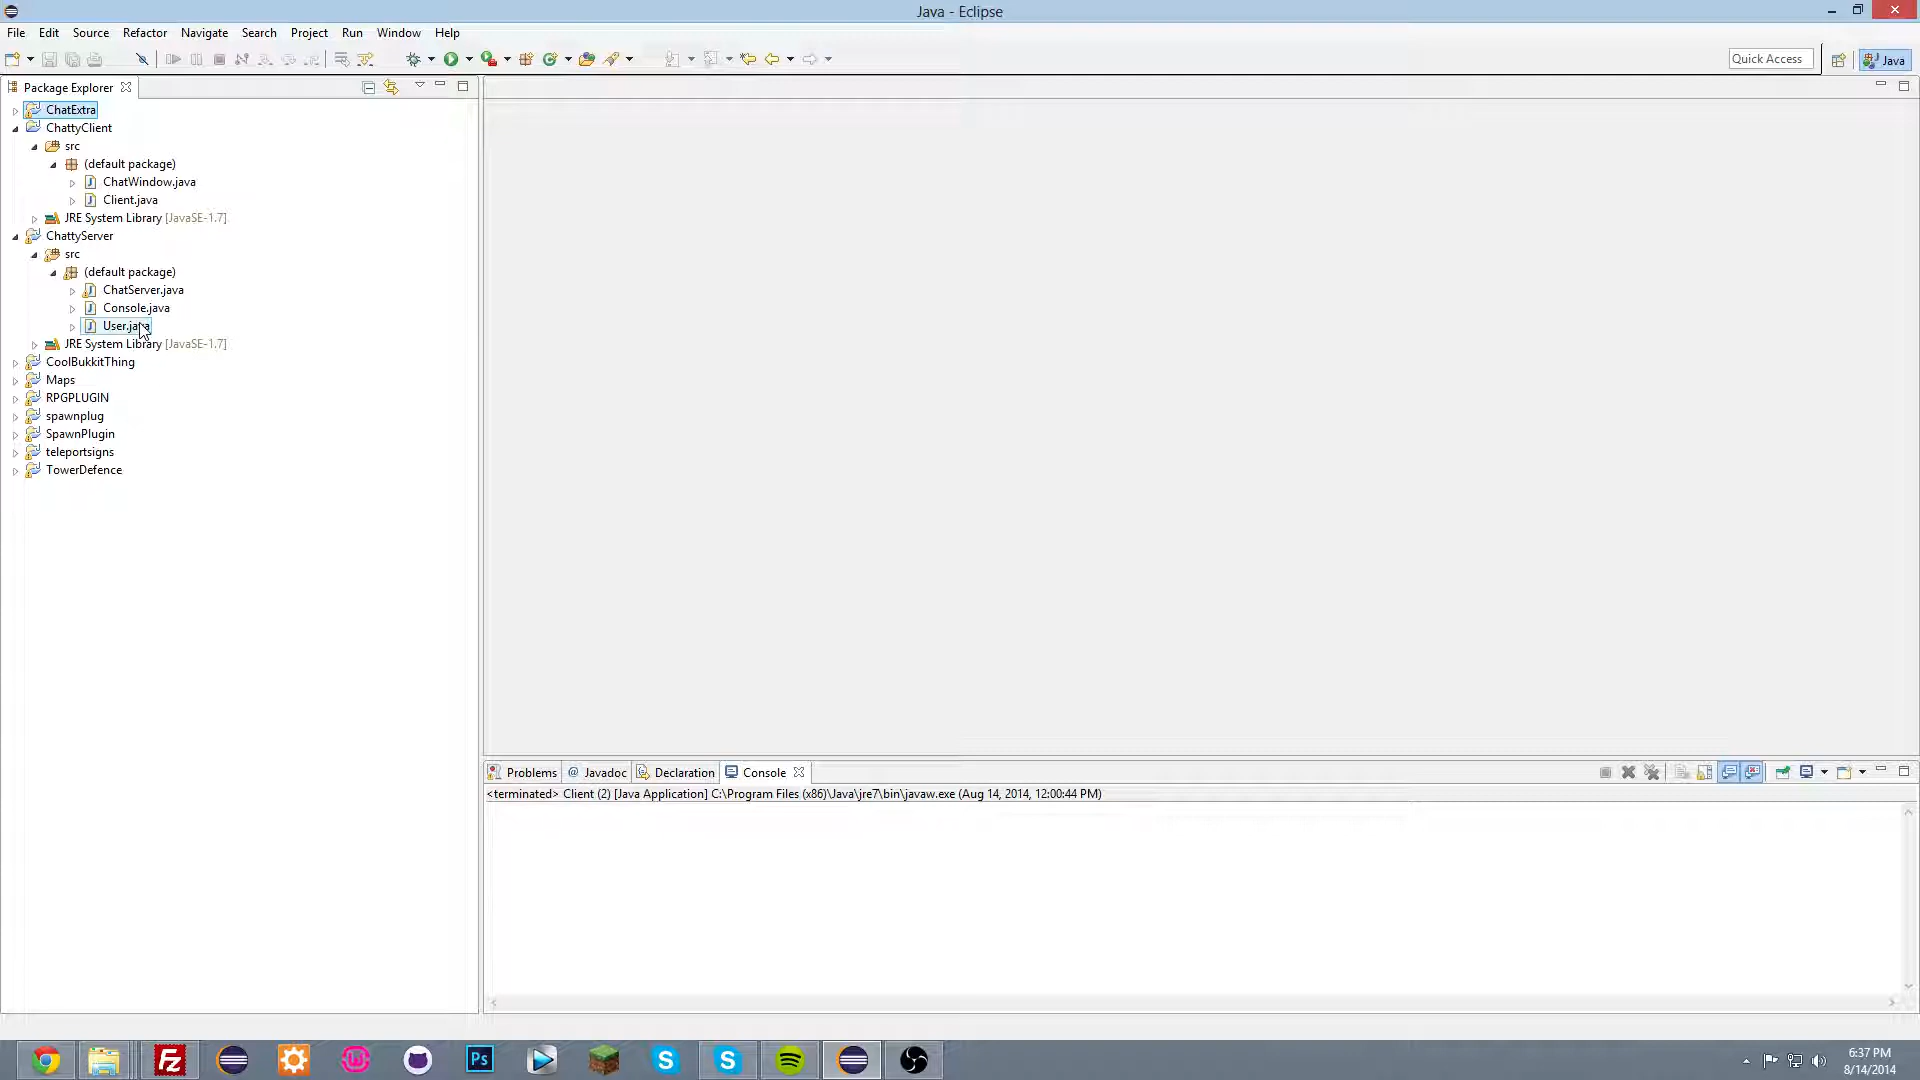 Java - Eclipse
File Edit Source Refactor Navigate Search Project Run Window Help
Quick Access
Java
Package Explorer
ChatExtra
ChattyClient
src
(default package)
ChatWindow.java
Client.java
JRE System Library [JavaSE-1.7]
ChattyServer
src
(default package)
ChatServer.java
Console.java
User.java
JRE System Library [JavaSE-1.7]
CoolBukkitThing
Maps
RPGPLUGIN
spawnplug
SpawnPlugin
teleportsigns
TowerDefence
Problems @ Javadoc Declaration Console
<terminated> Client (2) [Java Application] C:\Program Files (x86)\Java\jre7\bin\javaw.exe (Aug 14, 2014, 12:00:44 PM)
Fz
Ps
6:37 PM
8/14/2014